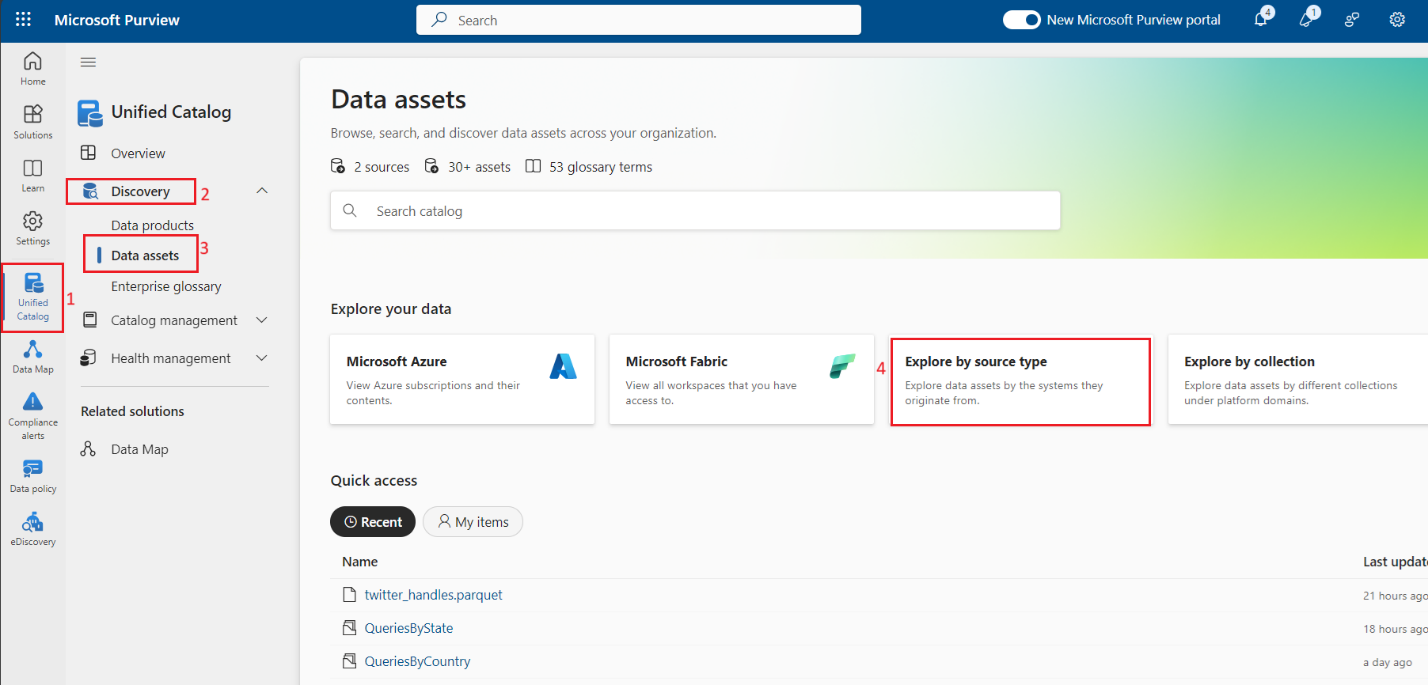 Microsoft Purview
Search
New Microsoft Purview portal
4
1
Home
Solutions
Learn
Settings
Unified
Catalog
1
Data Map
Compliance
alerts
Data policy
eDiscovery
Unified Catalog
Overview
Discovery
2
Data products
Data assets
3
Enterprise glossary
Catalog management
Health management
Related solutions
Data Map
Data assets
Browse, search, and discover data assets across your organization.
2 sources 30+ assets 53 glossary terms
Search catalog
Explore your data
Microsoft Azure
View Azure subscriptions and their
contents.
Microsoft Fabric
View all workspaces that you have
access to.
4
Explore by source type
Explore data assets by the systems they
originate from.
Explore by collection
Explore data assets by different collections
under platform domains.
Quick access
Recent My items
Name Last update
twitter_handles.parquet 21 hours ago
QueriesByState 18 hours ago
QueriesByCountry a day ago